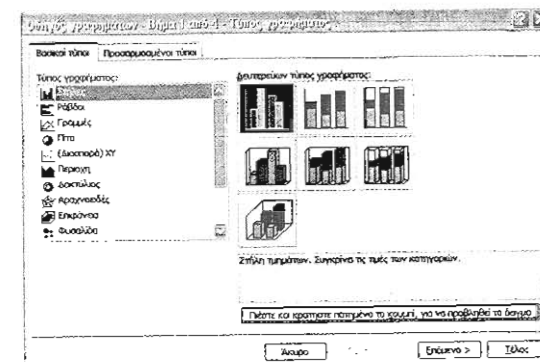 Οδηγός γραφημάτων - Βήμα 1 από 4 - Τύπος γραφήματος
Βασικοί τύποι Προσαρμοσμένοι τύποι
Τύπος γραφήματος:
Στήλες
Ράβδοι
Γραμμές
Πίτα
(Διασπορά) XY
Περιοχη
Δακτύλιος
Αραχνοειδές
Επιφάνεια
Φυσαλίδα
Δευτερεύων τύπος γραφήματος:
Στήλη τμημάτων. Συγκρίνει τις τιμές των κατηγοριών.
Πιέστε και κρατήστε πατημένο το κουμπί, για να προβληθεί το δείγμα
Άκυρο Επόμενο > Τέλος